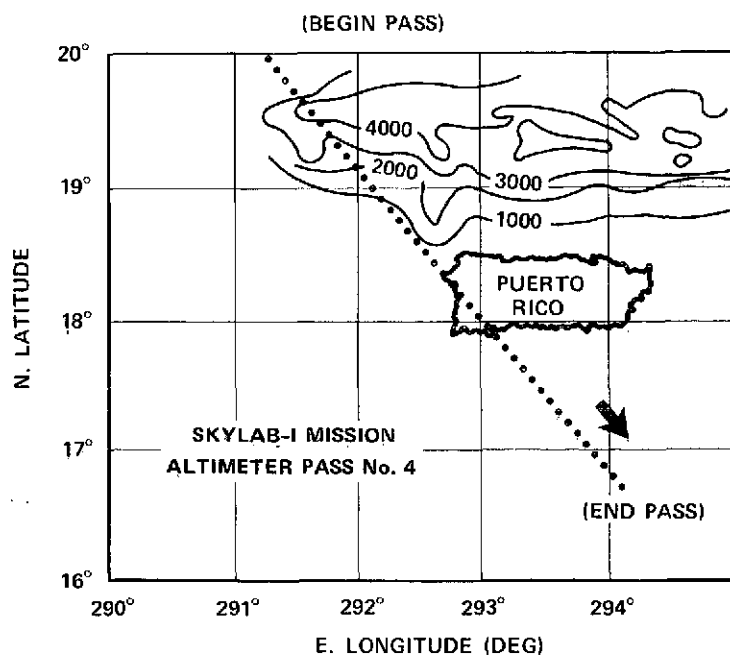 (BEGIN PASS)
20°
4000
2000
19°
3000
1000
PUERTO
RICO
18°
N. LATITUDE
SKYLAB-I MISSION
17°
ALTIMETER PASS No. 4
(END PASS)
16°
290°
291°
292°
293°
294°
E. LONGITUDE (DEG)